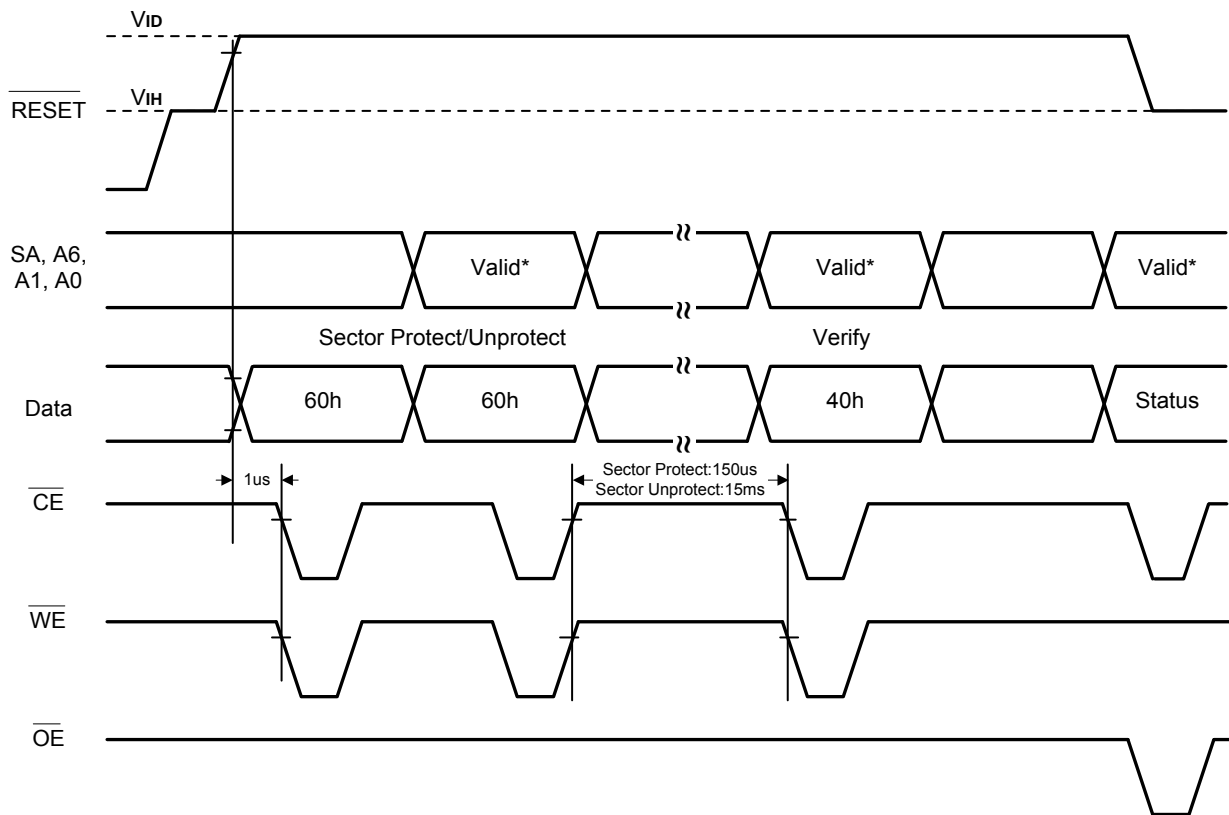 VID
RESET
VIH
SA, A6,
A1, A0
Valid*
Valid*
Valid*
Sector Protect/Unprotect
Verify
Data
60h
60h
40h
Status
1us
Sector Protect:150us
Sector Unprotect:15ms
CE
WE
OE